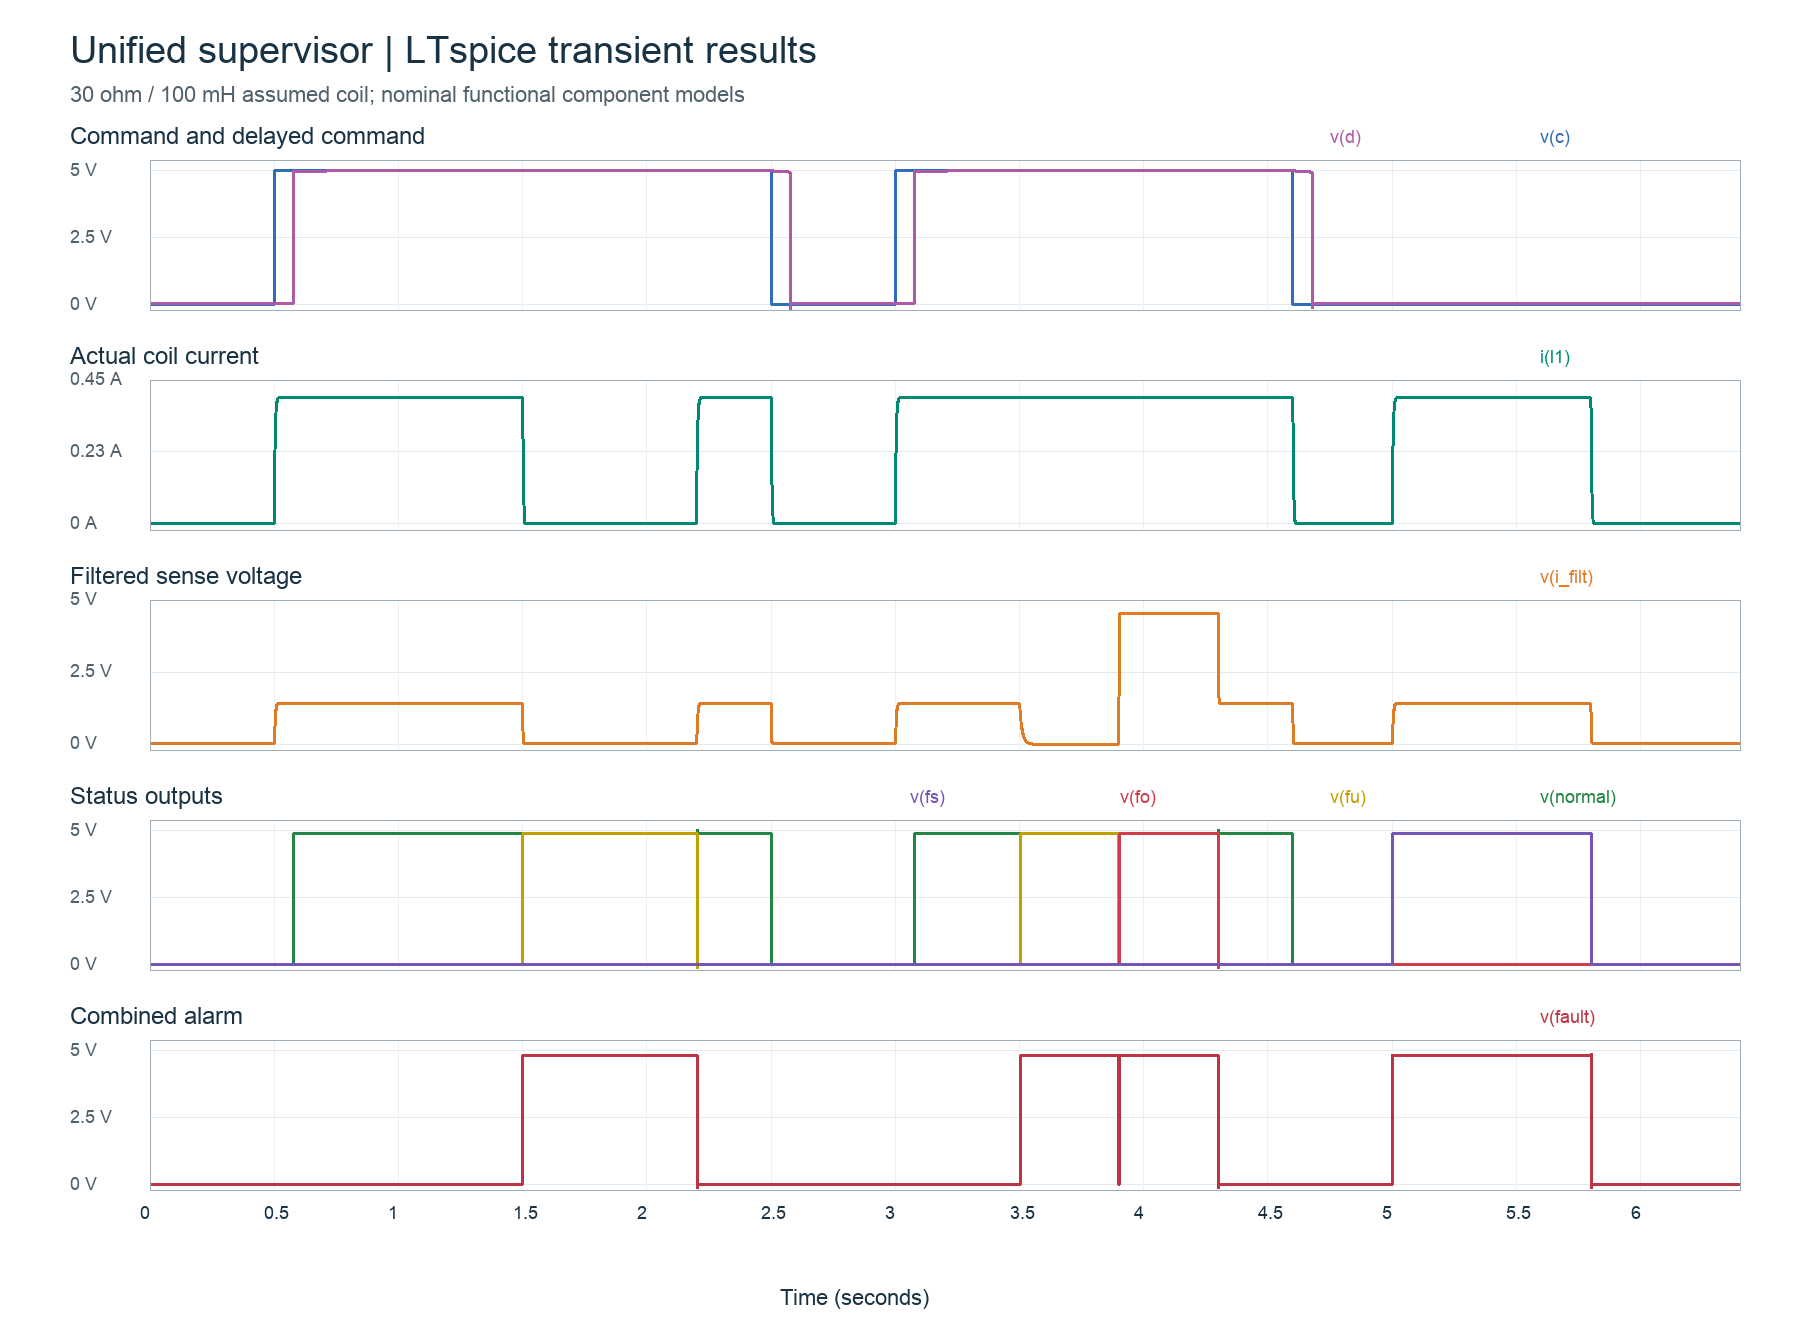 Unified supervisor | LTspice transient results
30 ohm / 100 mH assumed coil; nominal functional component models
Command and delayed command v(d) v(c)
5 V
2.5 V
0 V
Actual coil current i(l1)
0.45 A
0.23 A
0 A
Filtered sense voltage v(i_filt)
5 V
2.5 V
0 V
Status outputs v(fs) v(fo) v(fu) v(normal)
5 V
2.5 V
0 V
Combined alarm v(fault)
5 V
2.5 V
0 V
0 0.5 1 1.5 2 2.5 3 3.5 4 4.5 5 5.5 6
Time (seconds)